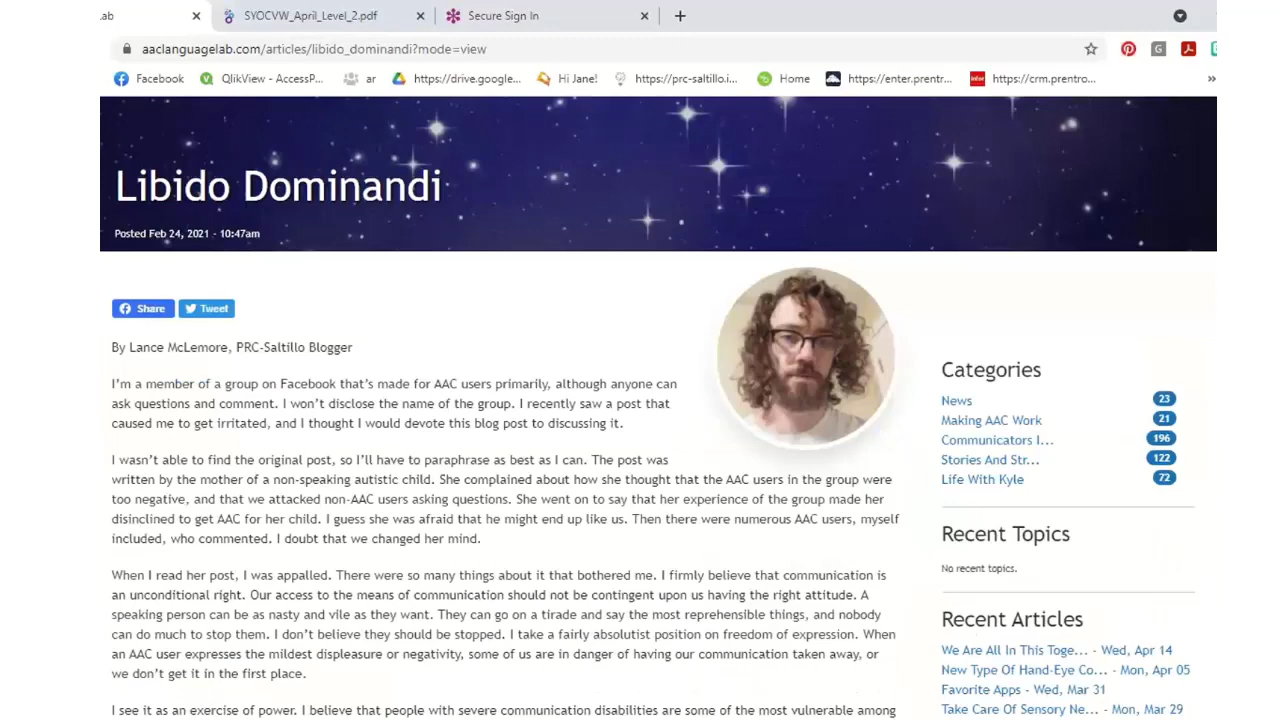 .ab
SYOCVW_April_Level_2.pdf
Secure Sign In
aaclanguagelab.com/articles/libido_dominandi?mode=view
Facebook
QlikView - AccessP...
ar
https://drive.google...
Hi Jane!
https://prc-saltillo.i...
Home
https://enter.prentr...
https://crm.prentro...
Libido Dominandi
Posted Feb 24, 2021 - 10:47am
Share
Tweet
By Lance McLemore, PRC-Saltillo Blogger
I'm a member of a group on Facebook that's made for AAC users primarily, although anyone can
ask questions and comment. I won't disclose the name of the group. I recently saw a post that
caused me to get irritated, and I thought I would devote this blog post to discussing it.
I wasn't able to find the original post, so I'll have to paraphrase as best as I can. The post was
written by the mother of a non-speaking autistic child. She complained about how she thought that the AAC users in the group were
too negative, and that we attacked non-AAC users asking questions. She went on to say that her experience of the group made her
disinclined to get AAC for her child. I guess she was afraid that he might end up like us. Then there were numerous AAC users, myself
included, who commented. I doubt that we changed her mind.
When I read her post, I was appalled. There were so many things about it that bothered me. I firmly believe that communication is
an unconditional right. Our access to the means of communication should not be contingent upon us having the right attitude. A
speaking person can be as nasty and vile as they want. They can go on a tirade and say the most reprehensible things, and nobody
can do much to stop them. I don't believe they should be stopped. I take a fairly absolutist position on freedom of expression. When
an AAC user expresses the mildest displeasure or negativity, some of us are in danger of having our communication taken away, or
we don't get it in the first place.
I see it as an exercise of power. I believe that people with severe communication disabilities are some of the most vulnerable among
Categories
News 23
Making AAC Work 21
Communicators I... 196
Stories And Str... 122
Life With Kyle 72
Recent Topics
No recent topics.
Recent Articles
We Are All In This Toge... - Wed, Apr 14
New Type Of Hand-Eye Co... - Mon, Apr 05
Favorite Apps - Wed, Mar 31
Take Care Of Sensory Ne... - Mon, Mar 29